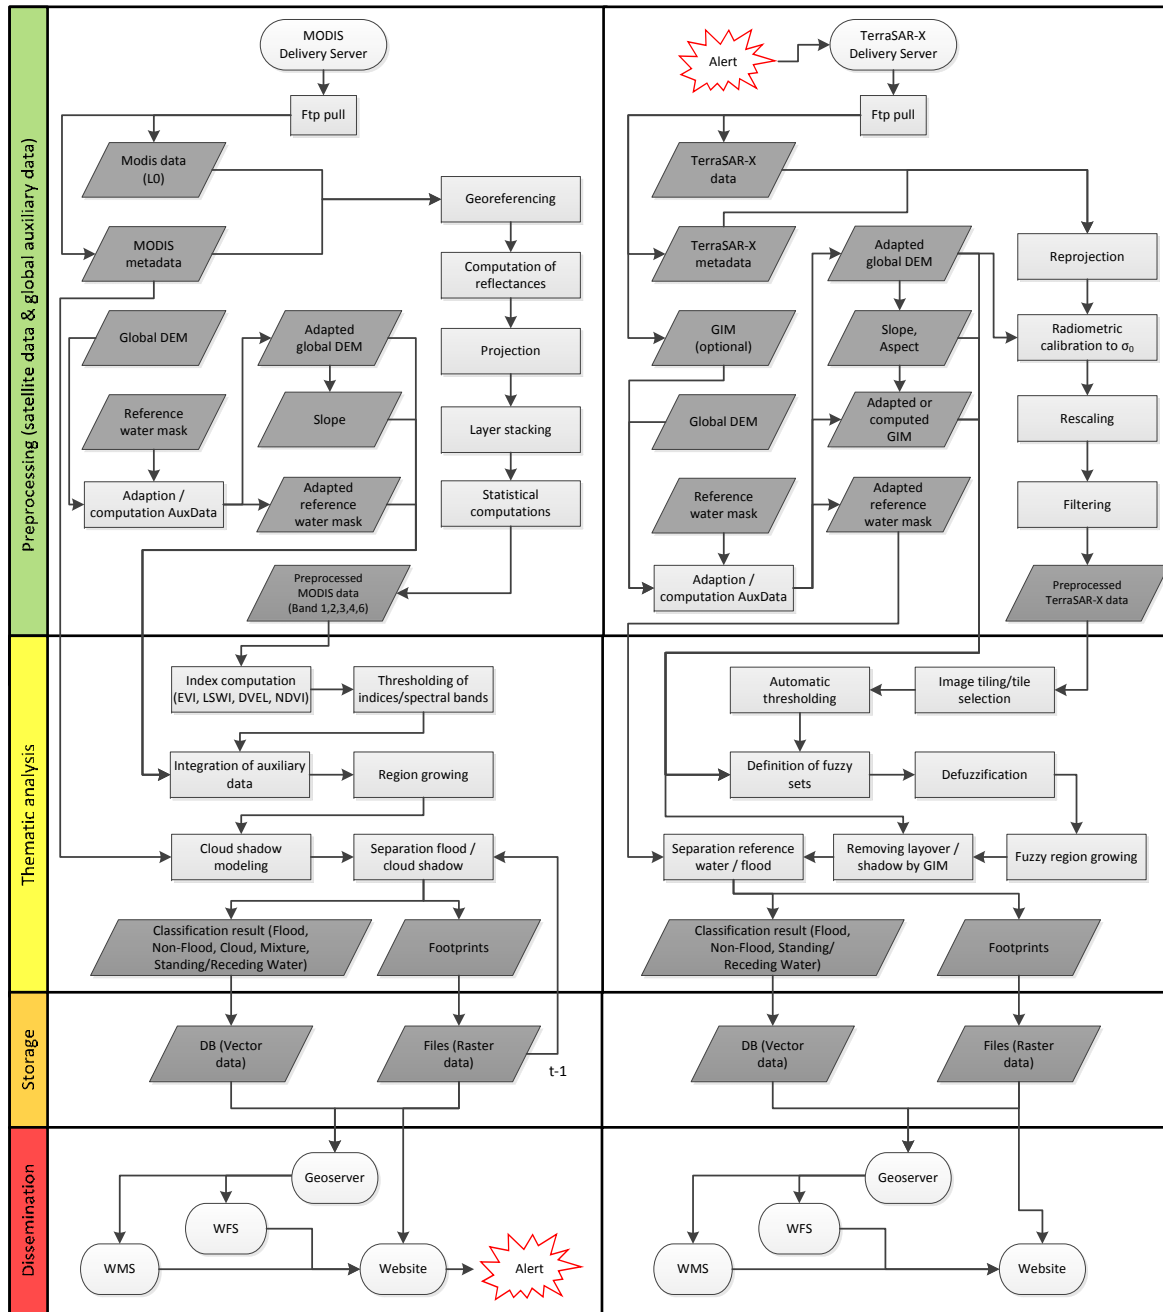 Preprocessing (satellite data & global auxiliary data)
MODIS
Delivery Server
Ftp pull
Modis data
(L0)
MODIS
metadata
Georeferencing
Computation of
reflectances
Projection
Layer stacking
Statistical
computations
Global DEM
Reference
water mask
Adaption /
computation AuxData
Adapted
global DEM
Slope
Adapted
reference
water mask
Preprocessed
MODIS data
(Band 1,2,3,4,6)
Alert
TerraSAR-X
Delivery Server
Ftp pull
TerraSAR-X
data
TerraSAR-X
metadata
GIM
(optional)
Global DEM
Reference
water mask
Adaption /
computation AuxData
Adapted
global DEM
Slope,
Aspect
Adapted or
computed
GIM
Adapted
reference
water mask
Reprojection
Radiometric
calibration to σ₀
Rescaling
Filtering
Preprocessed
TerraSAR-X data
Thematic analysis
Index computation
(EVI, LSWI, DVEL, NDVI)
Thresholding of
indices/spectral bands
Integration of auxiliary
data
Region growing
Cloud shadow
modeling
Separation flood /
cloud shadow
Classification result (Flood,
Non-Flood, Cloud, Mixture,
Standing/Receding Water)
Footprints
Automatic
thresholding
Image tiling/tile
selection
Definition of fuzzy
sets
Defuzzification
Separation reference
water / flood
Removing layover /
shadow by GIM
Fuzzy region growing
Classification result (Flood,
Non-Flood, Standing/
Receding Water)
Footprints
Storage
DB (Vector
data)
Files (Raster
data)
t-1
DB (Vector
data)
Files (Raster
data)
Dissemination
Geoserver
WFS
WMS
Website
Alert
Geoserver
WFS
WMS
Website